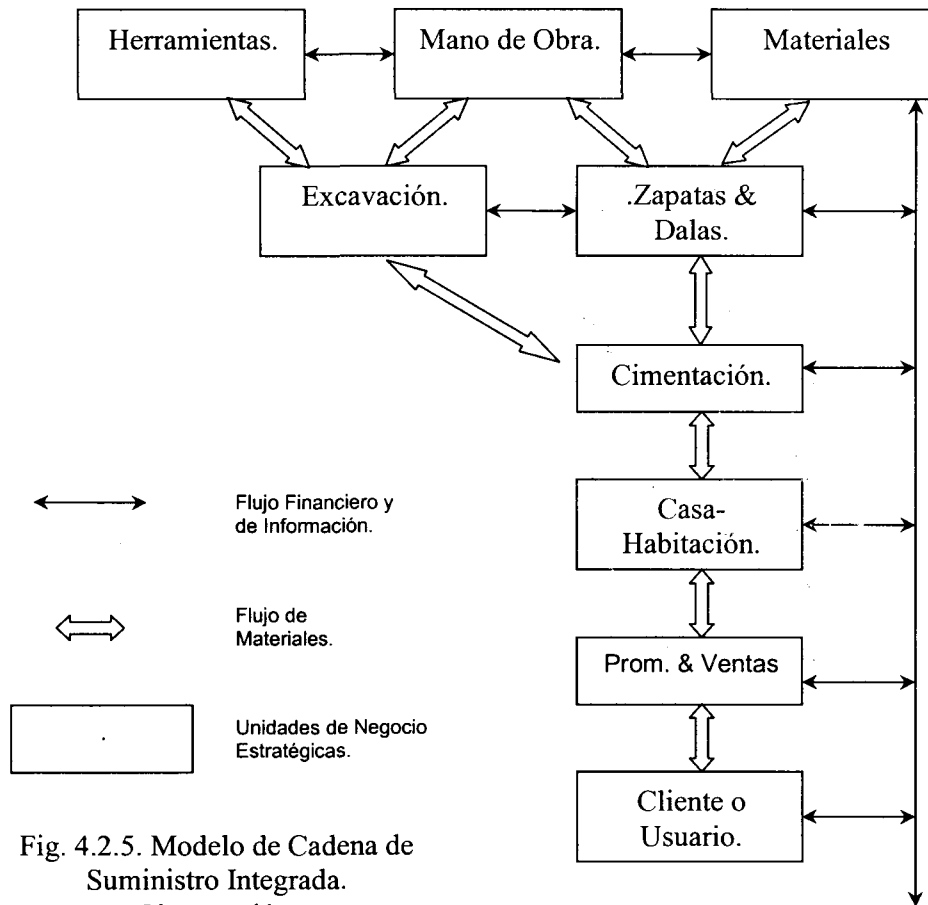 Herramientas.
Mano de Obra.
Materiales
Excavación.
.Zapatas &
Dalas.
Cimentación.
Casa-
Habitación.
Prom. & Ventas
Cliente o
Usuario.
Flujo Financiero y
de Información.
Flujo de
Materiales.
Unidades de Negocio
Estratégicas.
Fig. 4.2.5. Modelo de Cadena de
Suministro Integrada.